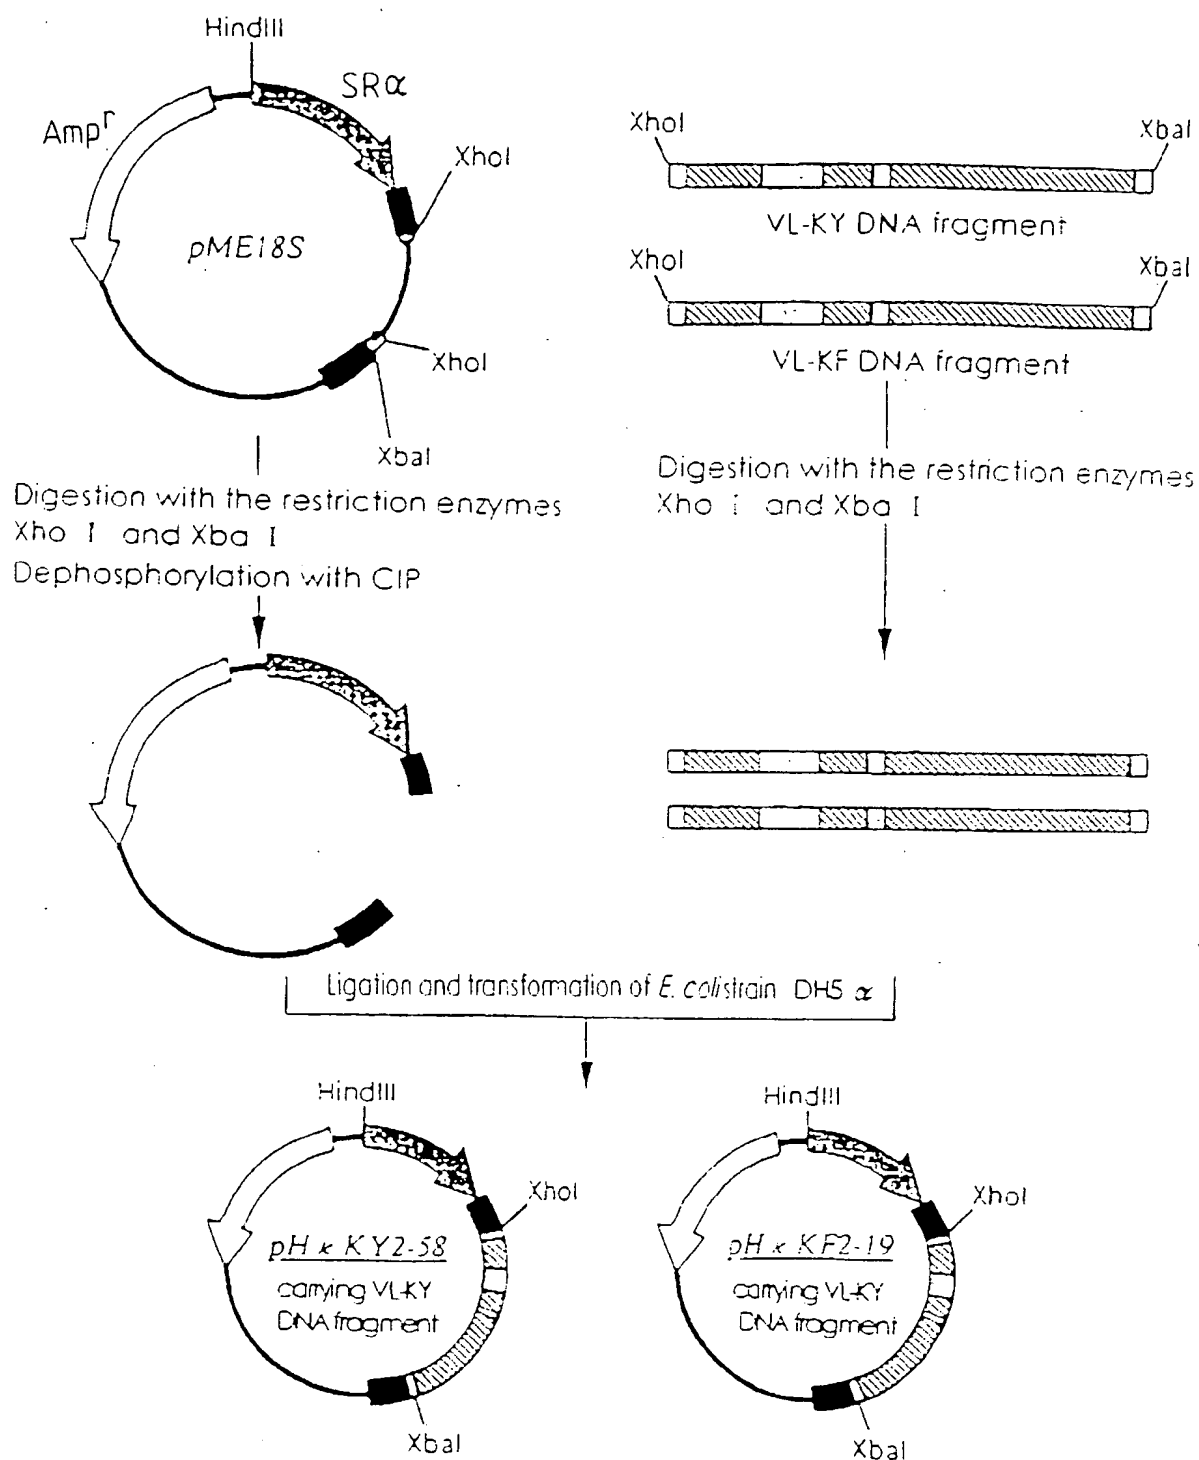 HindIII
SRα
Ampr
XhoI
pME18S
XhoI
XbaI
XhoI
XbaI
VL-KY DNA fragment
XhoI
XbaI
VL-KF DNA fragment
Digestion with the restriction enzymes
Xho I and Xba I
Dephosphorylation with CIP
Digestion with the restriction enzymes
Xho I and Xba I
Ligation and transformation of E. colistrain DH5 α
HindIII
XhoI
pH κ KY2-58
carrying VL-KY
DNA fragment
XbaI
HindIII
XhoI
pH κ KF2-19
carrying VL-KY
DNA fragment
XbaI